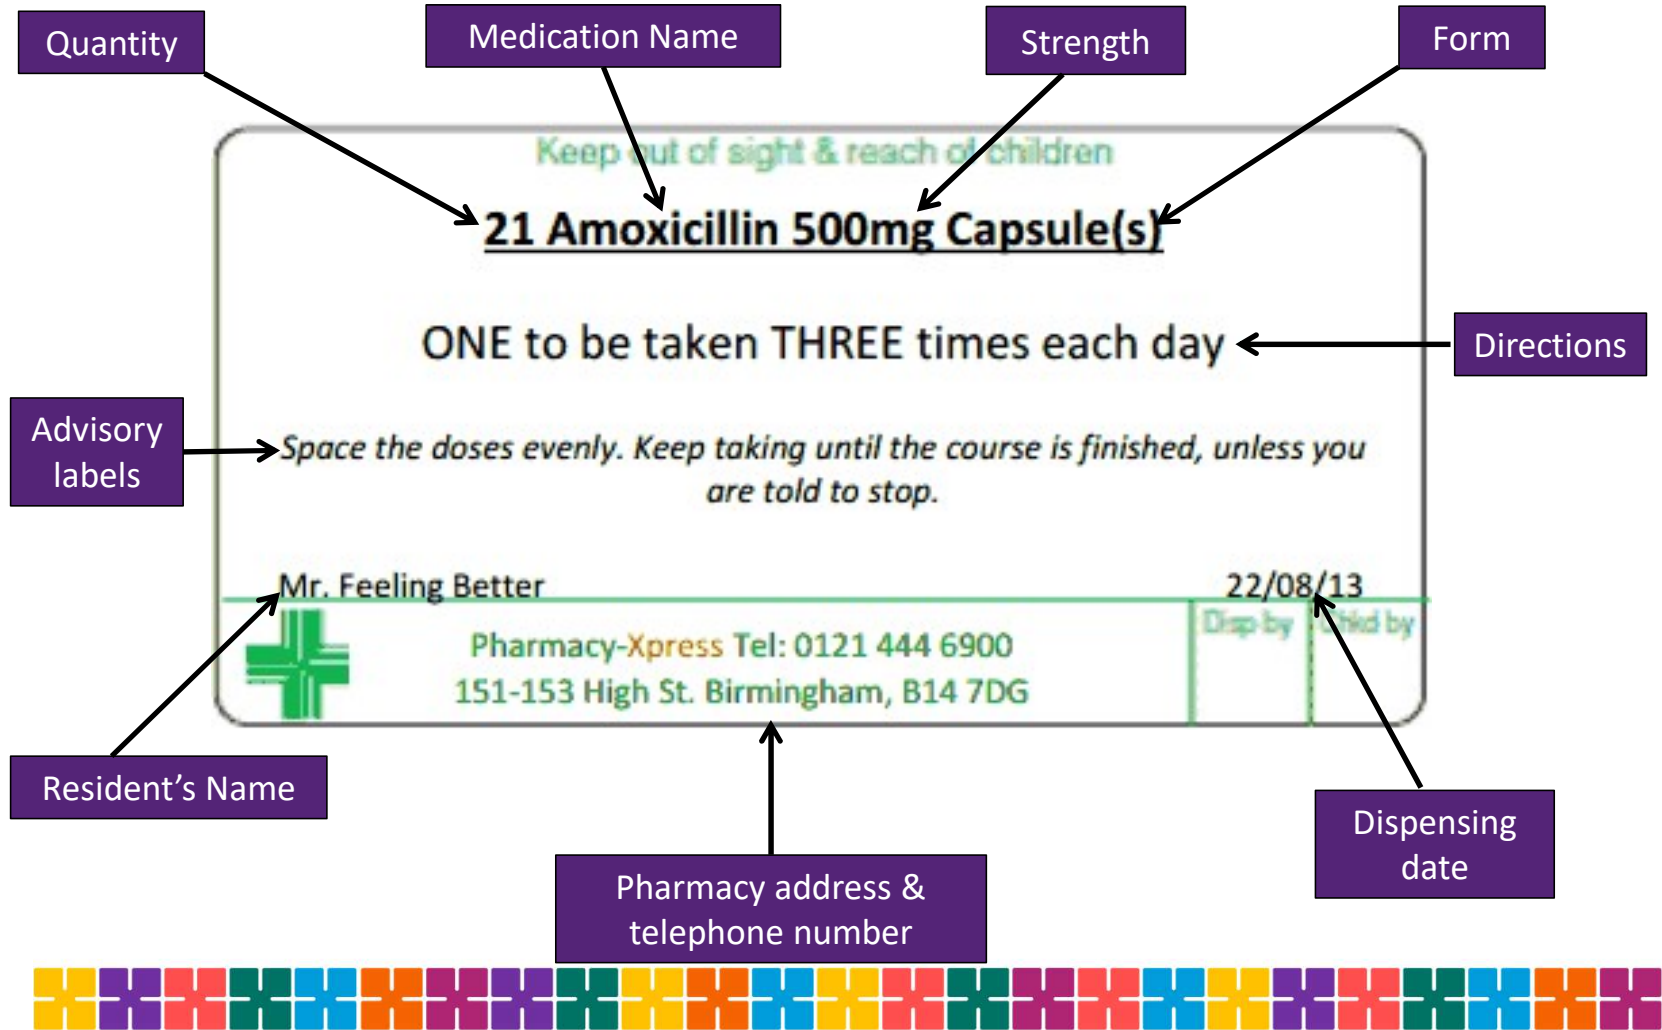 Quantity
Medication Name
Strength
Form
Keep out of sight & reach of children
21 Amoxicillin 500mg Capsule(s)
ONE to be taken THREE times each day
Directions
Advisory
labels
Space the doses evenly. Keep taking until the course is finished, unless you
are told to stop.
Mr. Feeling Better
22/08/13
Disp by
Chkd by
Pharmacy-Xpress Tel: 0121 444 6900
151-153 High St. Birmingham, B14 7DG
Resident’s Name
Dispensing
date
Pharmacy address &
telephone number